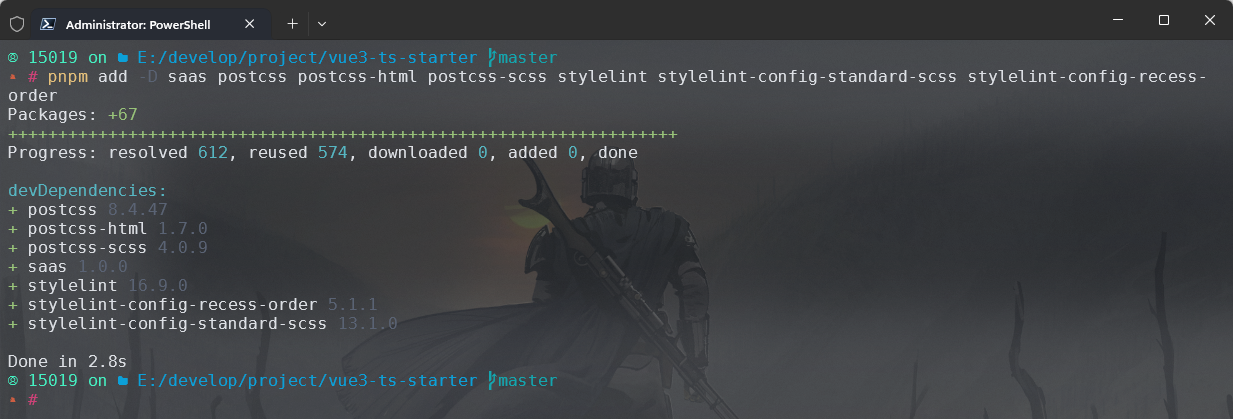 Administrator: PowerShell
15019 on E:/develop/project/vue3-ts-starter master
# pnpm add -D saas postcss postcss-html postcss-scss stylelint stylelint-config-standard-scss stylelint-config-recess-
order
Packages: +67
+++++++++++++++++++++++++++++++++++++++++++++++++++++++++++++++++++
Progress: resolved 612, reused 574, downloaded 0, added 0, done
devDependencies:
+ postcss 8.4.47
+ postcss-html 1.7.0
+ postcss-scss 4.0.9
+ saas 1.0.0
+ stylelint 16.9.0
+ stylelint-config-recess-order 5.1.1
+ stylelint-config-standard-scss 13.1.0
Done in 2.8s
15019 on E:/develop/project/vue3-ts-starter master
#